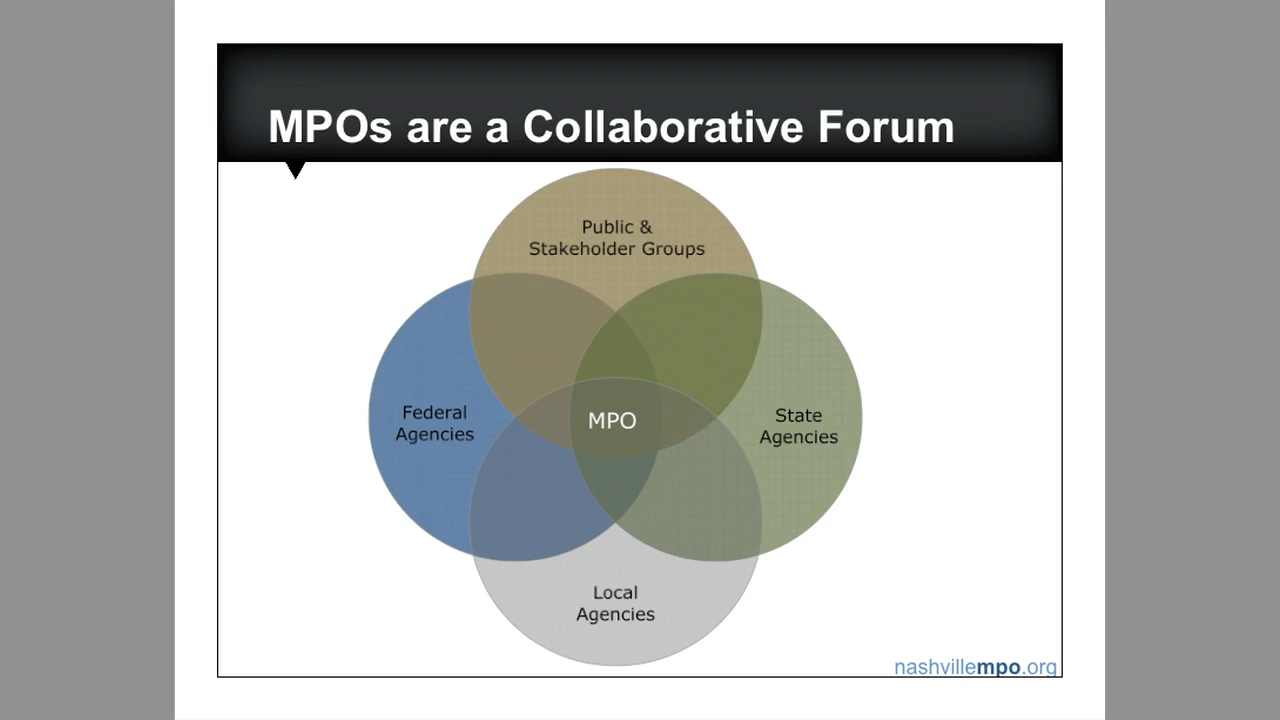 MPOs are a Collaborative Forum
Public &
Stakeholder Groups
Federal
Agencies
MPO
State
Agencies
Local
Agencies
nashvillempo.org